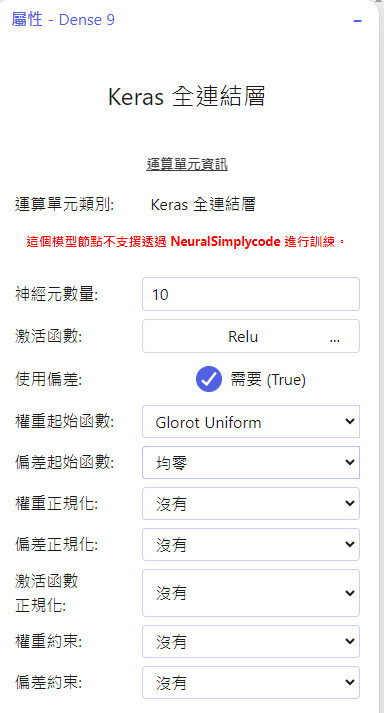 屬性 - Dense 9 −
Keras 全連結層
運算單元資訊
運算單元類別: Keras 全連結層
這個模型節點不支援透過 NeuralSimplycode 進行訓練。
神經元數量: 10
激活函數: Relu ...
使用偏差: 需要 (True)
權重起始函數: Glorot Uniform
偏差起始函數: 均零
權重正規化: 沒有
偏差正規化: 沒有
激活函數
正規化: 沒有
權重約束: 沒有
偏差約束: 沒有